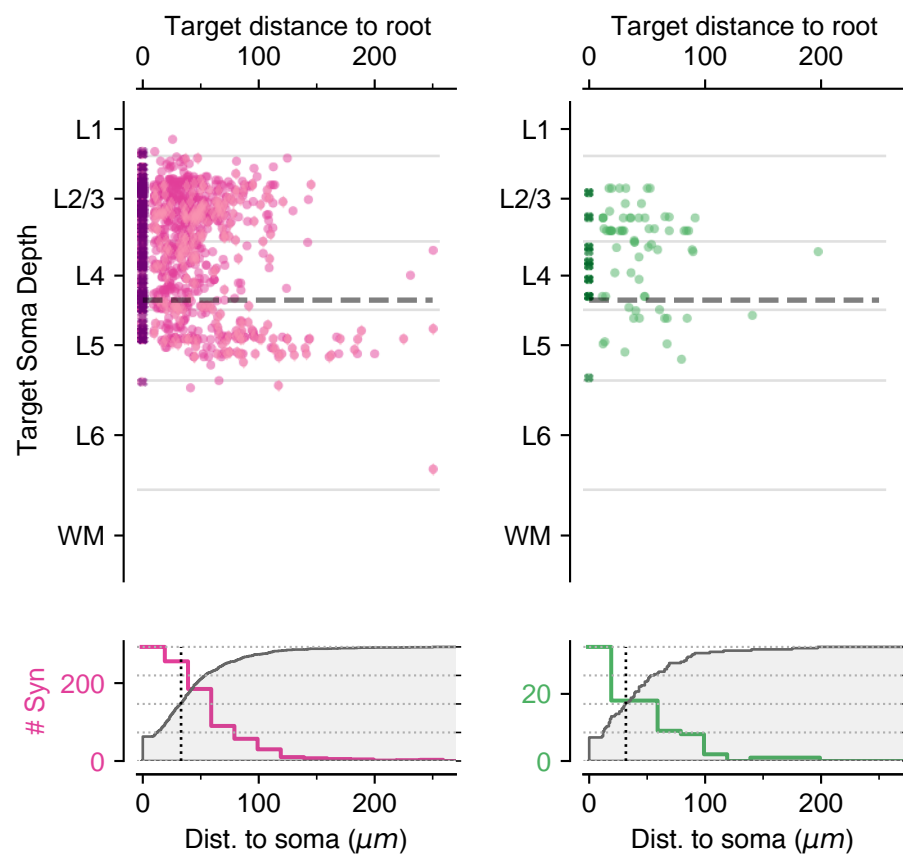 Target distance to root
0 100 200
Target distance to root
0 100 200
Target Soma Depth
L1
L2/3
L4
L5
L6
WM
L1
L2/3
L4
L5
L6
WM
# Syn
200
0
20
0
0 100 200
Dist. to soma (μm)
0 100 200
Dist. to soma (μm)